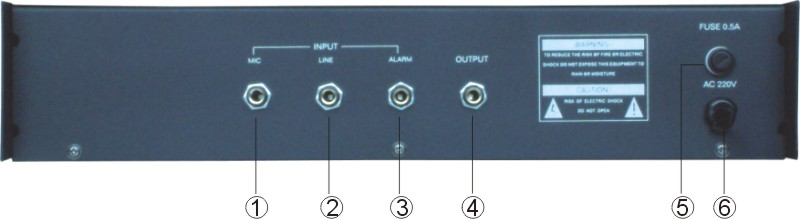 INPUT
MIC LINE ALARM OUTPUT
WARNING:
TO REDUCE THE RISK BY FIRE OR ELECTRIC
SHOCK DO NOT EXPOSE THIS EQUIPMENT TO
RAIN OR MOISTURE
CAUTION:
RISK OF ELECTRIC SHOCK
DO NOT OPEN
FUSE 0.5A
AC 220V
① ② ③ ④ ⑤ ⑥